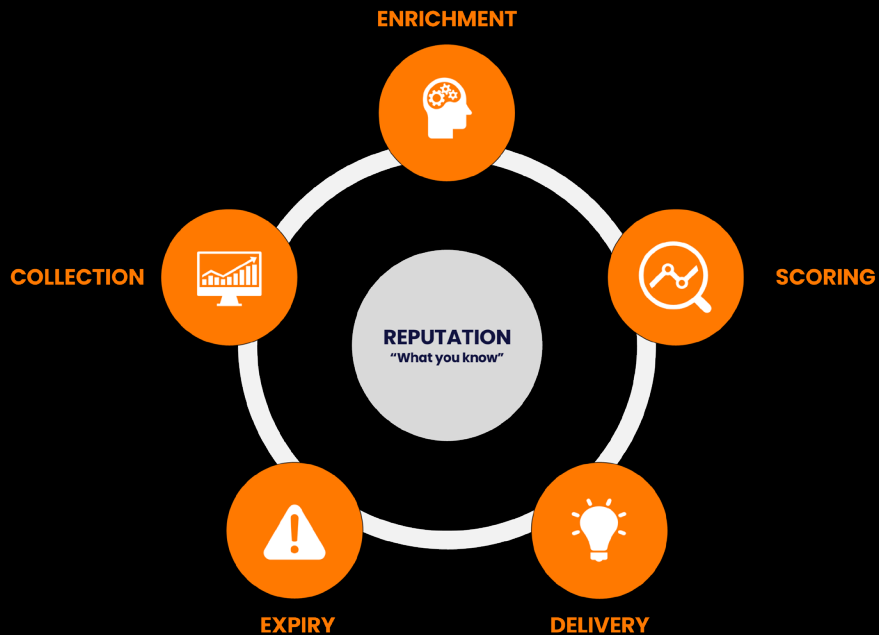 ENRICHMENT
COLLECTION
SCORING
REPUTATION
“What you know”
EXPIRY
DELIVERY